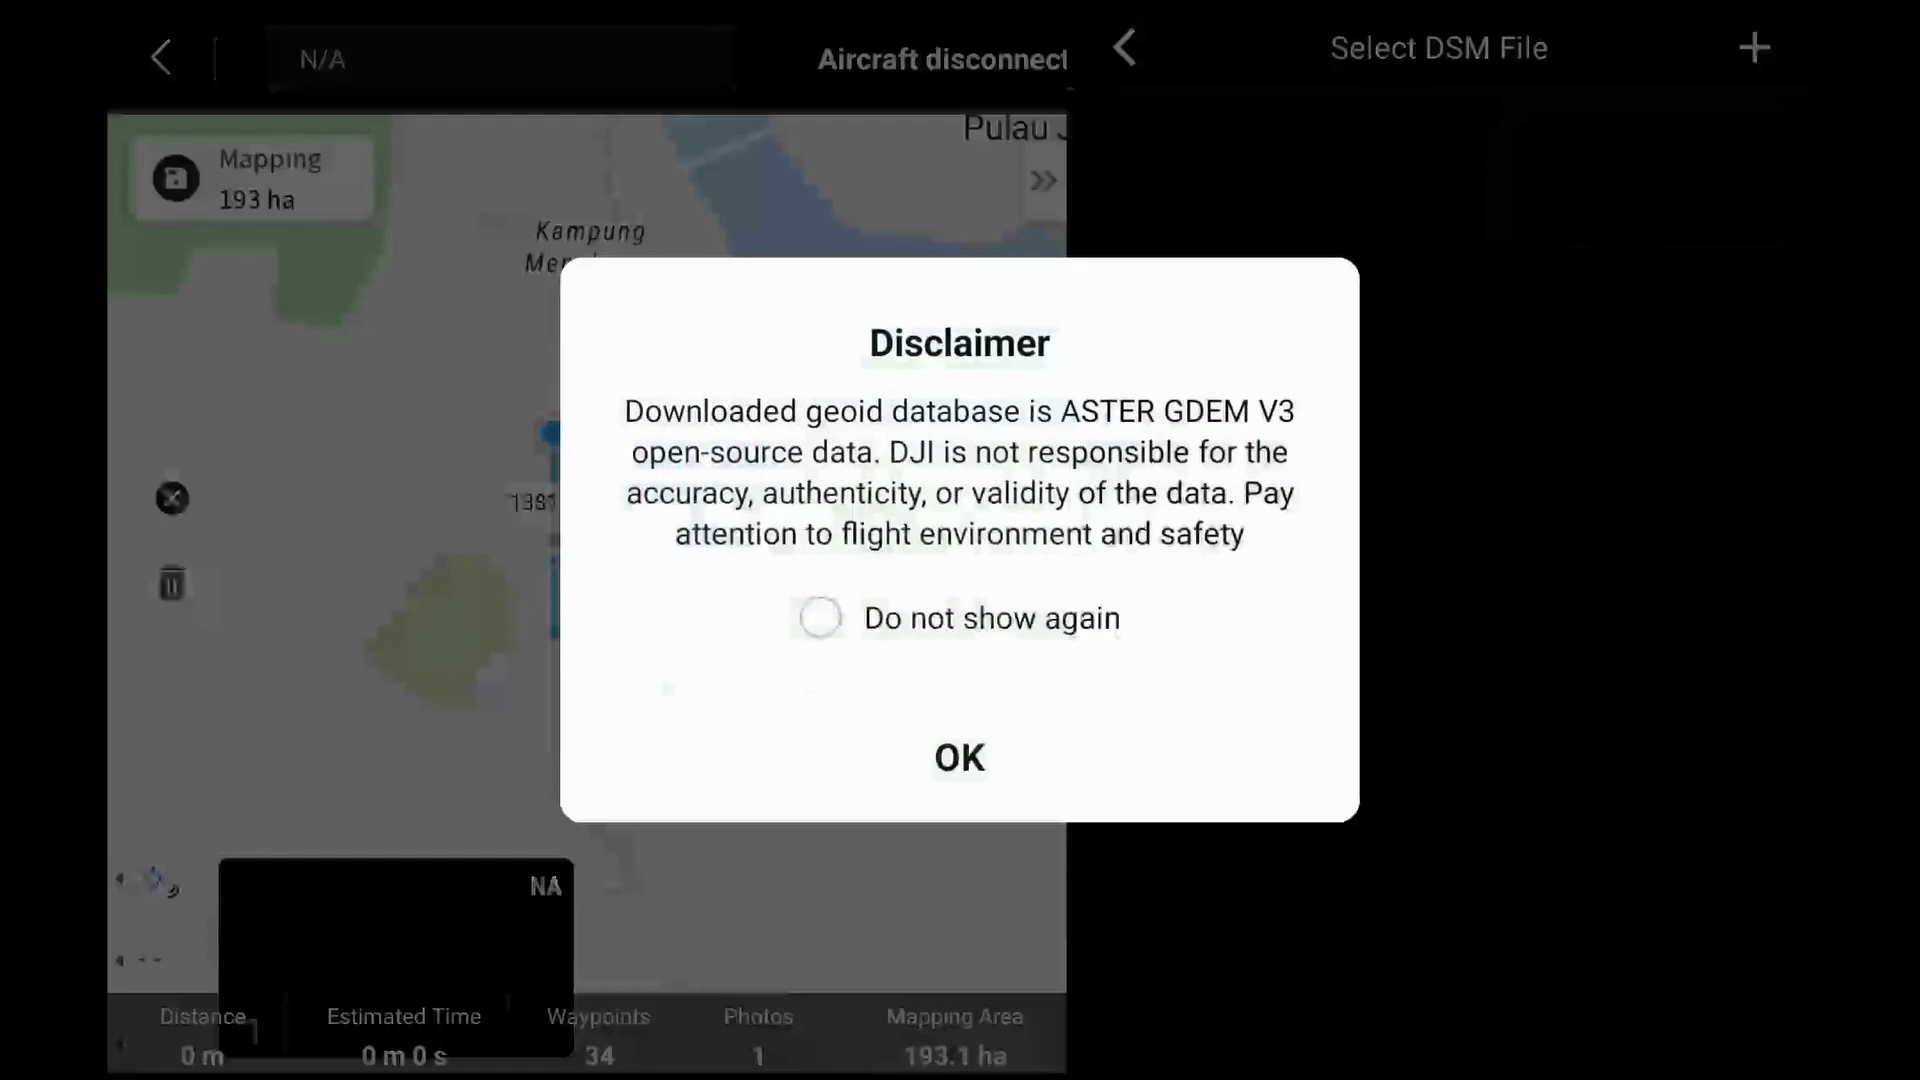 N/A
Aircraft disconnect
Select DSM File
Pulau J
Mapping
193 ha
Kampung
Disclaimer
Downloaded geoid database is ASTER GDEM V3
open-source data. DJI is not responsible for the
accuracy, authenticity, or validity of the data. Pay
attention to flight environment and safety
1381
Do not show again
OK
NA
Distance
Estimated Time
Waypoints
Photos
Mapping Area
0 m
0 m 0 s
34
1
193.1 ha